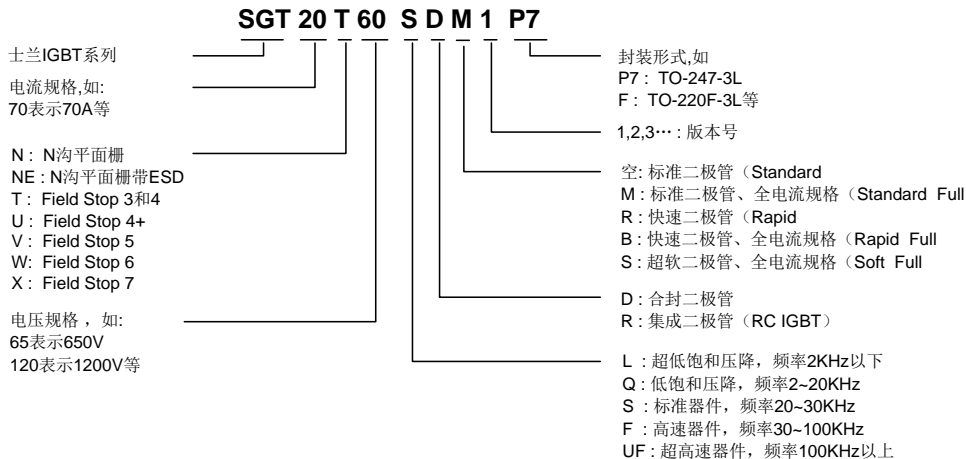 SGT 20 T 60 S D M 1 P7
士兰IGBT系列
电流规格,如:
70表示70A等
N : N沟平面栅
NE : N沟平面栅带ESD
T : Field Stop 3和4
U : Field Stop 4+
V : Field Stop 5
W: Field Stop 6
X : Field Stop 7
电压规格 ，如:
65表示650V
120表示1200V等
封装形式,如
P7 : TO-247-3L
F : TO-220F-3L等
1,2,3… : 版本号
空: 标准二极管（Standard
M : 标准二极管、全电流规格（Standard Full
R : 快速二极管（Rapid
B : 快速二极管、全电流规格（Rapid Full
S : 超软二极管、全电流规格（Soft Full
D : 合封二极管
R : 集成二极管（RC IGBT）
L : 超低饱和压降，频率2KHz以下
Q : 低饱和压降，频率2~20KHz
S : 标准器件，频率20~30KHz
F : 高速器件，频率30~100KHz
UF : 超高速器件，频率100KHz以上